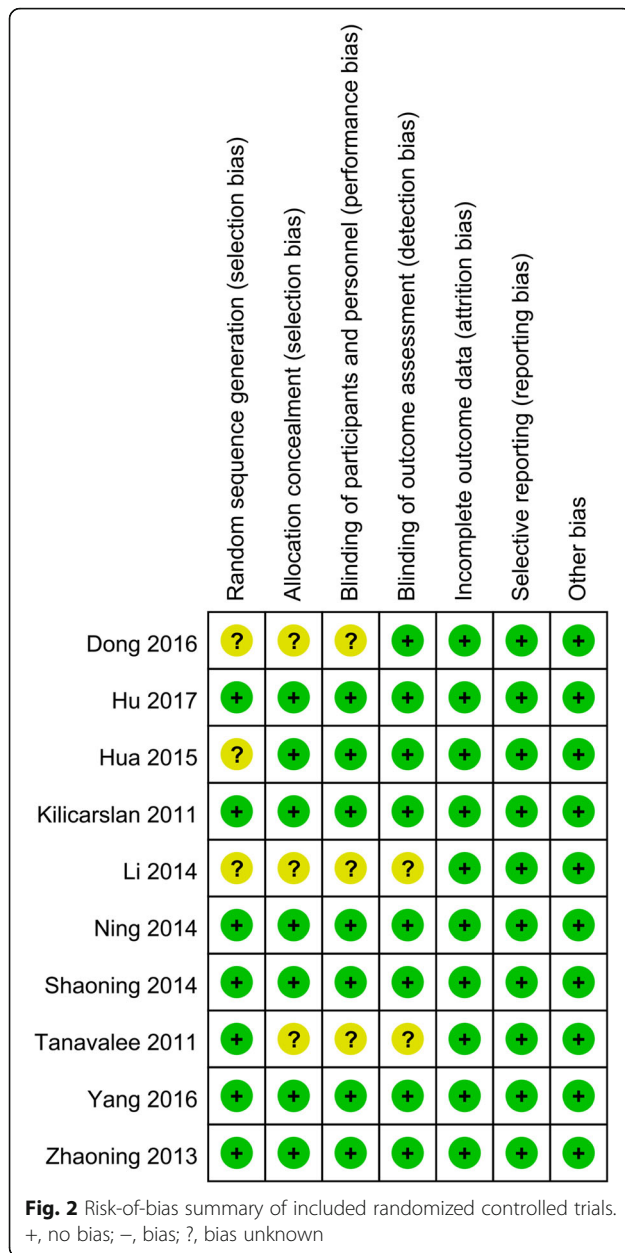 Random sequence generation (selection bias)
Allocation concealment (selection bias)
Blinding of participants and personnel (performance bias)
Blinding of outcome assessment (detection bias)
Incomplete outcome data (attrition bias)
Selective reporting (reporting bias)
Other bias
Dong 2016 ? ? ? + + + +
Hu 2017 + + + + + + +
Hua 2015 ? + + + + + +
Kilicarslan 2011 + + + + + + +
Li 2014 ? ? ? ? + + +
Ning 2014 + + + + + + +
Shaoning 2014 + + + + + + +
Tanavalee 2011 + ? ? ? + + +
Yang 2016 + + + + + + +
Zhaoning 2013 + + + + + + +
Fig. 2 Risk-of-bias summary of included randomized controlled trials.
+, no bias; −, bias; ?, bias unknown